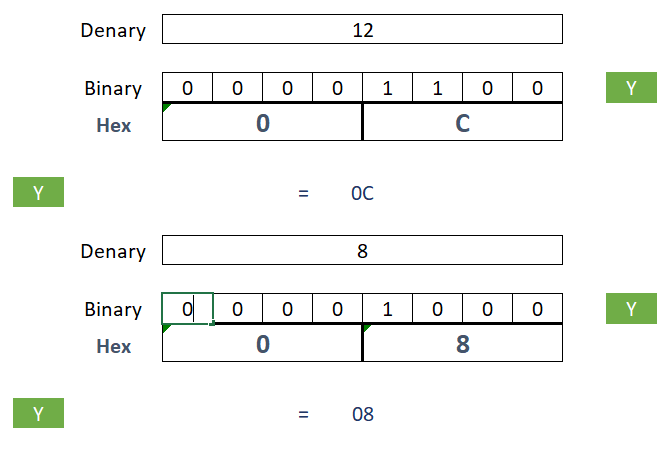 Denary 12
Binary 0 0 0 0 1 1 0 0 Y
Hex 0 C
Y = 0C
Denary 8
Binary 0 0 0 0 1 0 0 0 Y
Hex 0 8
Y = 08